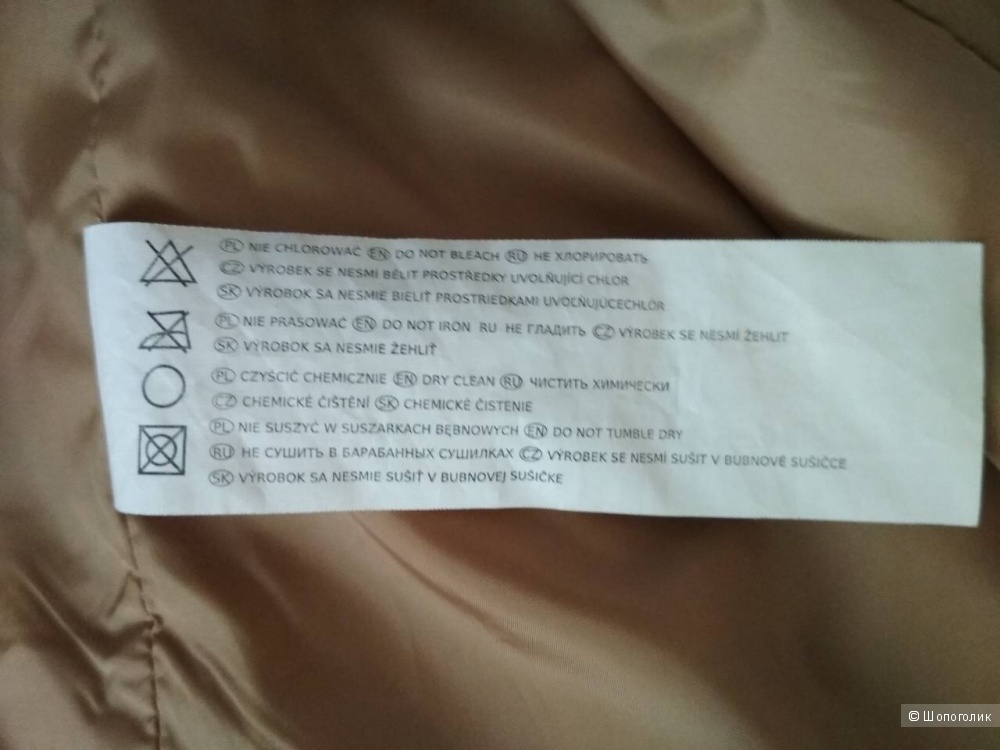 PL NIE CHLOROWAĆ EN DO NOT BLEACH RU НЕ ХЛОРИРОВАТЬ
CZ VÝROBEK SE NESMÍ BĚLIT PROSTŘEDKY UVOLŇUJÍCÍ CHLÓR
SK VÝROBOK SA NESMIE BIELIŤ PROSTRIEDKAMI UVOĽŇUJÚCECHLÓR
PL NIE PRASOWAĆ EN DO NOT IRON RU НЕ ГЛАДИТЬ CZ VÝROBEK SE NESMÍ ŽEHLIT
SK VÝROBOK SA NESMIE ŽEHLIŤ
PL CZYŚCIĆ CHEMICZNIE EN DRY CLEAN RU ЧИСТИТЬ ХИМИЧЕСКИ
CZ CHEMICKÉ ČIŠTĚNÍ SK CHEMICKÉ ČISTENIE
PL NIE SUSZYĆ W SUSZARKACH BĘBNOWYCH EN DO NOT TUMBLE DRY
RU НЕ СУШИТЬ В БАРАБАННЫХ СУШИЛКАХ CZ VÝROBEK SE NESMÍ SUŠIT V BUBNOVÉ SUŠIČCE
SK VÝROBOK SA NESMIE SUŠIŤ V BUBNOVEJ SUŠIČKE
© Шопоголик